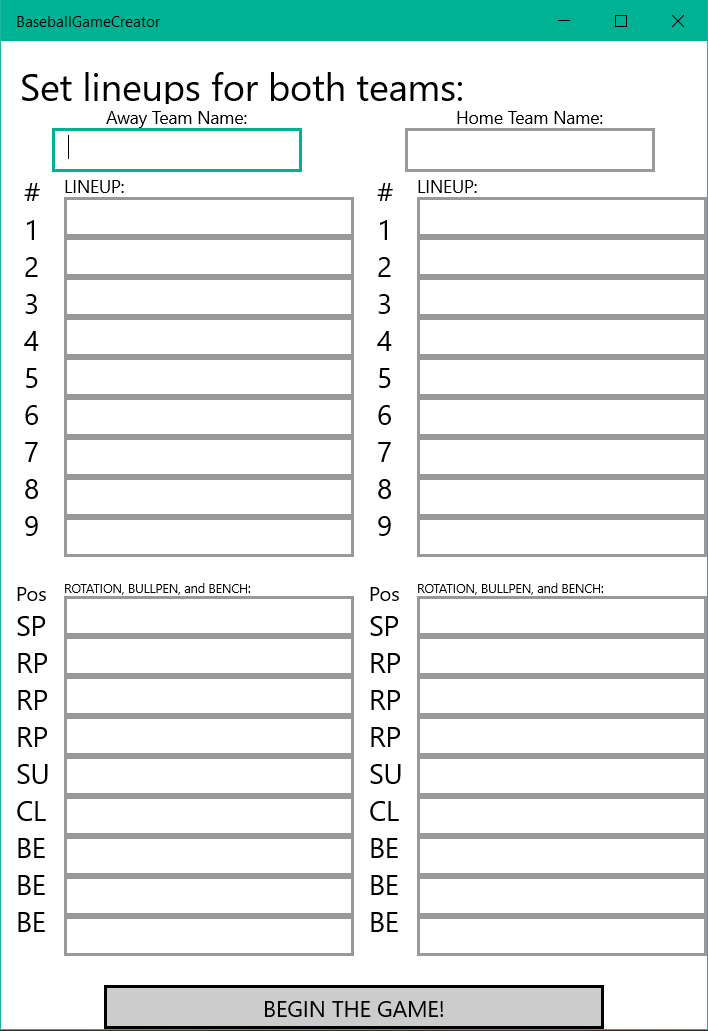 BaseballGameCreator
Set lineups for both teams:
Away Team Name: Home Team Name:
# LINEUP: # LINEUP:
1 1
2 2
3 3
4 4
5 5
6 6
7 7
8 8
9 9
Pos ROTATION, BULLPEN, and BENCH: Pos ROTATION, BULLPEN, and BENCH:
SP SP
RP RP
RP RP
RP RP
SU SU
CL CL
BE BE
BE BE
BE BE
BEGIN THE GAME!